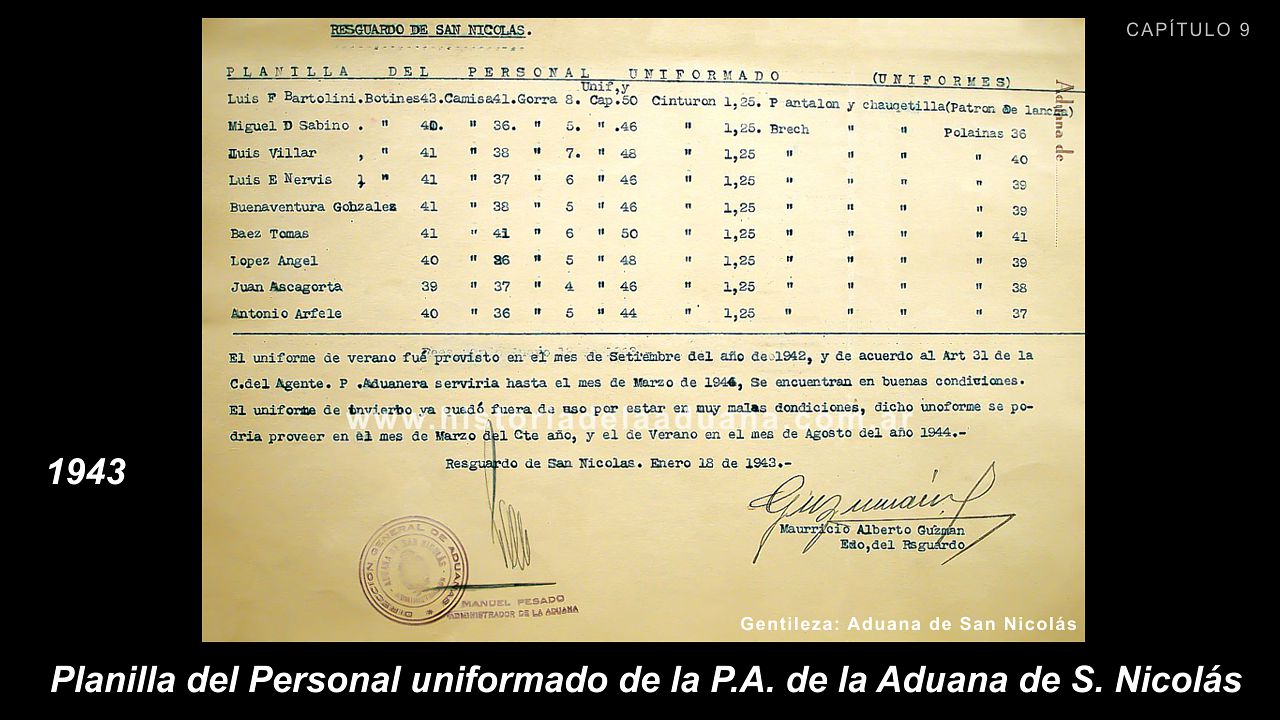 CAPÍTULO 9
RESGUARDO DE SAN NICOLAS.
PLANILLA DEL PERSONAL UNIFORMADO (UNIFORMES)
Unif,y
Luis F Bartolini.Botines43.Camisa41.Gorra 8. Cap.50 Cinturon 1,25. P antalon y chauqetilla(Patron de lancha)
Miguel D Sabino . " 40. " 36. " 5. " .46 " 1,25. Brech " " Polainas 36
Luis Villar , " 41 " 38 " 7. " 48 " 1,25 " " " " 40
Luis E Nervis , " 41 " 37 " 6 " 46 " 1,25 " " " " 39
Buenaventura Gonzalez 41 " 38 " 5 " 46 " 1,25 " " " " 39
Baez Tomas 41 " 41 " 6 " 50 " 1,25 " " " " 41
Lopez Angel 40 " 36 " 5 " 48 " 1,25 " " " " 39
Juan Ascagorta 39 " 37 " 4 " 46 " 1,25 " " " " 38
Antonio Arfele 40 " 36 " 5 " 44 " 1,25 " " " " 37
Aduana de
El uniforme de verano fué provisto en el mes de Setiembre del año de 1942, y de acuerdo al Art 31 de la
C.del Agente. P .Aduanera serviria hasta el mes de Marzo de 1944, Se encuentran en buenas condiciones.
El uniforme de invierbo ya quedó fuera de uso por estar en muy malas dondiciones, dicho unoforme se po-
dria proveer en el mes de Marzo del Cte año, y el de Verano en el mes de Agosto del año 1944.-
www.historiadelaaduana.com.ar
Resguardo de San Nicolas. Enero 18 de 1943.-
1943
Guzmán
Maurricio Alberto Guzman
Edo,del Rsguardo
DIRECCION GENERAL DE ADUANAS
ADUANA DE SAN NICOLÁS
MANUEL PESADO
ADMINISTRADOR DE LA ADUANA
Gentileza: Aduana de San Nicolás
Planilla del Personal uniformado de la P.A. de la Aduana de S. Nicolás